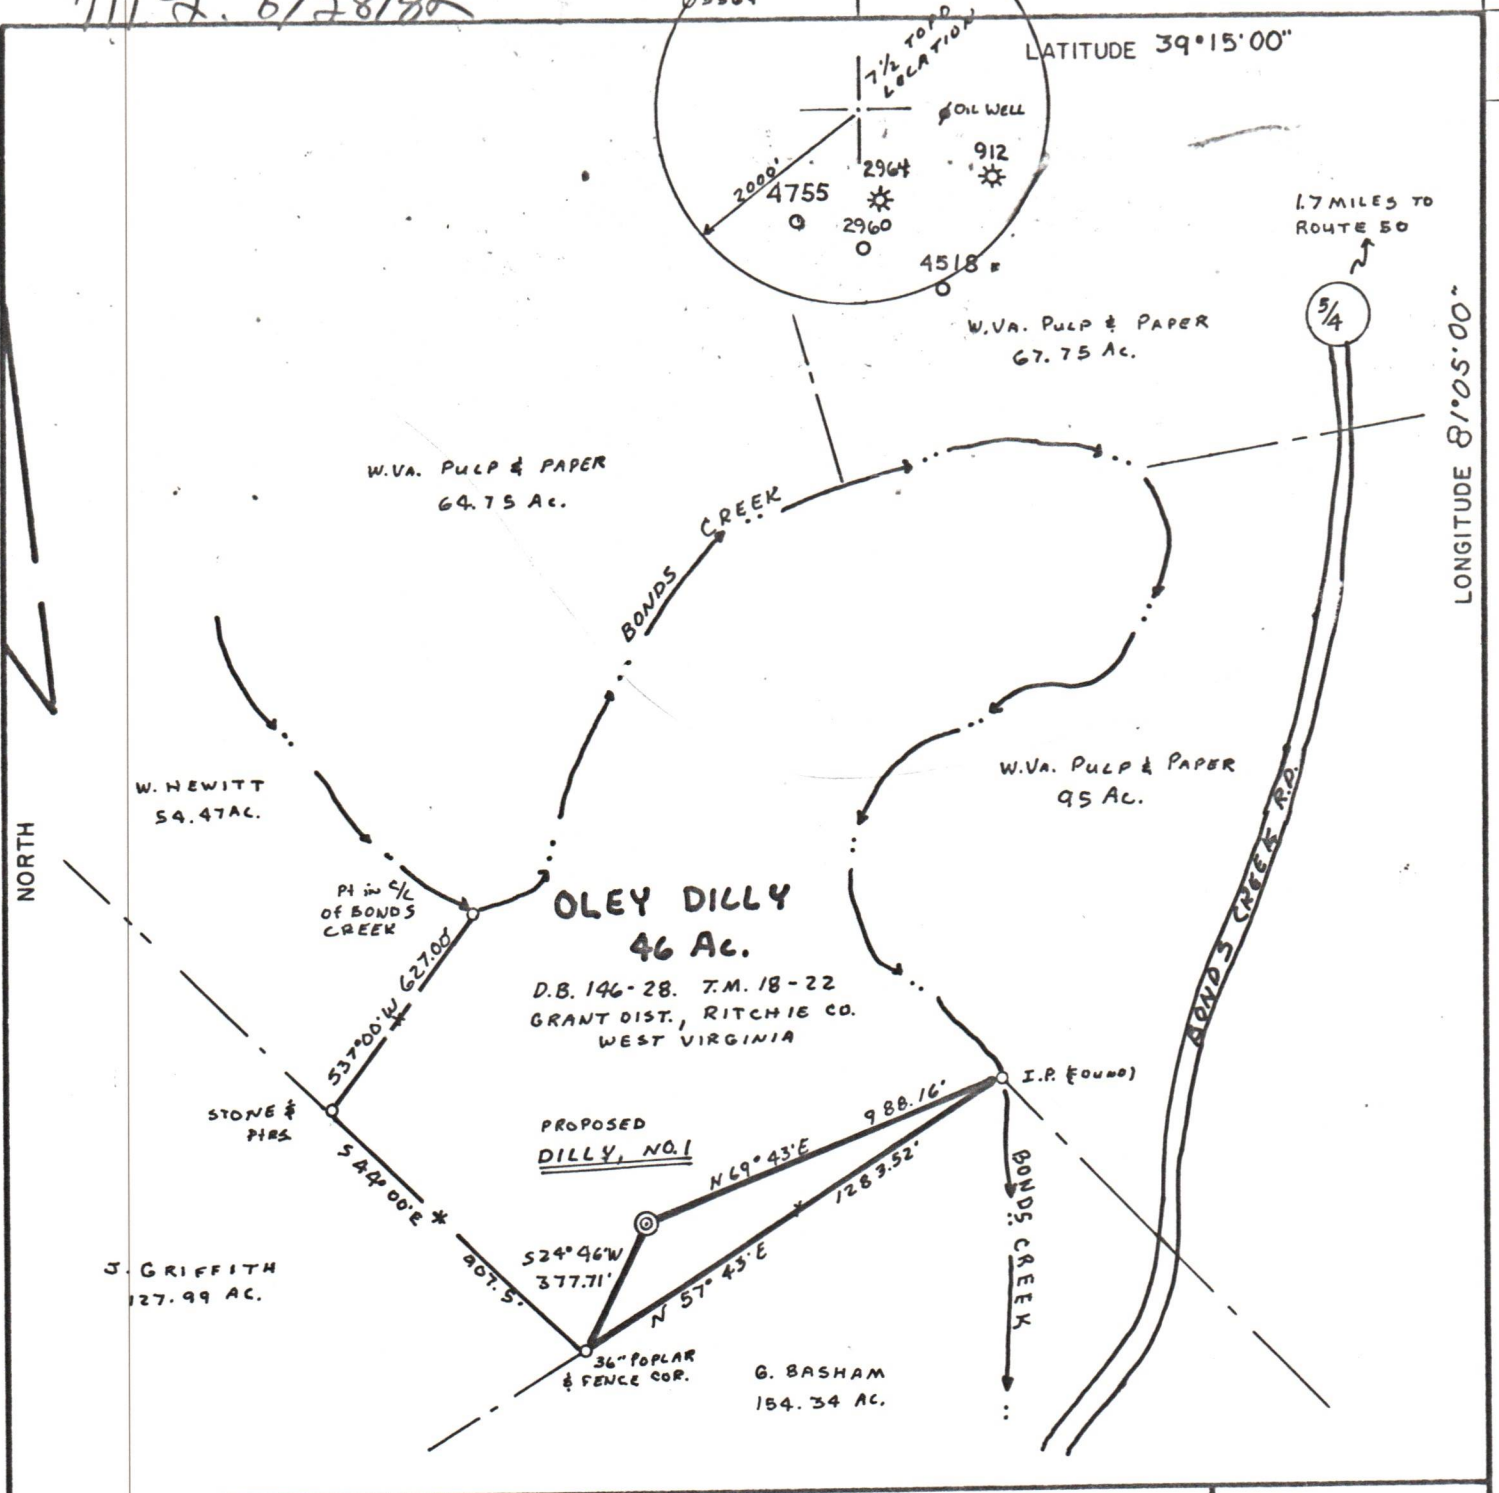 6/28/82
LATITUDE 39°15'00"
7½ TOPO
LOCATION
OIL WELL
912
2964
2000'
4755
2960
4518
1.7 MILES TO
ROUTE 50
5/4
LONGITUDE 81°05'00"
W.VA. PULP & PAPER
67.75 Ac.
W.VA. PULP & PAPER
64.75 Ac.
BONDS CREEK
W. HEWITT
54.47 AC.
W.VA. PULP & PAPER
95 Ac.
BONDS CREEK RD.
NORTH
Pt in C/L
OF BONDS
CREEK
OLEY DILLY
46 Ac.
D.B. 146-28. T.M. 18-22
GRANT DIST., RITCHIE CO.
WEST VIRGINIA
S37°00'W 627.00'
STONE &
Ptrs
I.P. (FOUND)
PROPOSED
DILLY, NO.1
N 69°43'E 988.16'
S44°00'E
907.5'
S24°46'W
377.71'
N 57°43'E 1283.52'
BONDS CREEK
J. GRIFFITH
127.99 AC.
36" POPLAR
& FENCE COR.
G. BASHAM
154.34 AC.